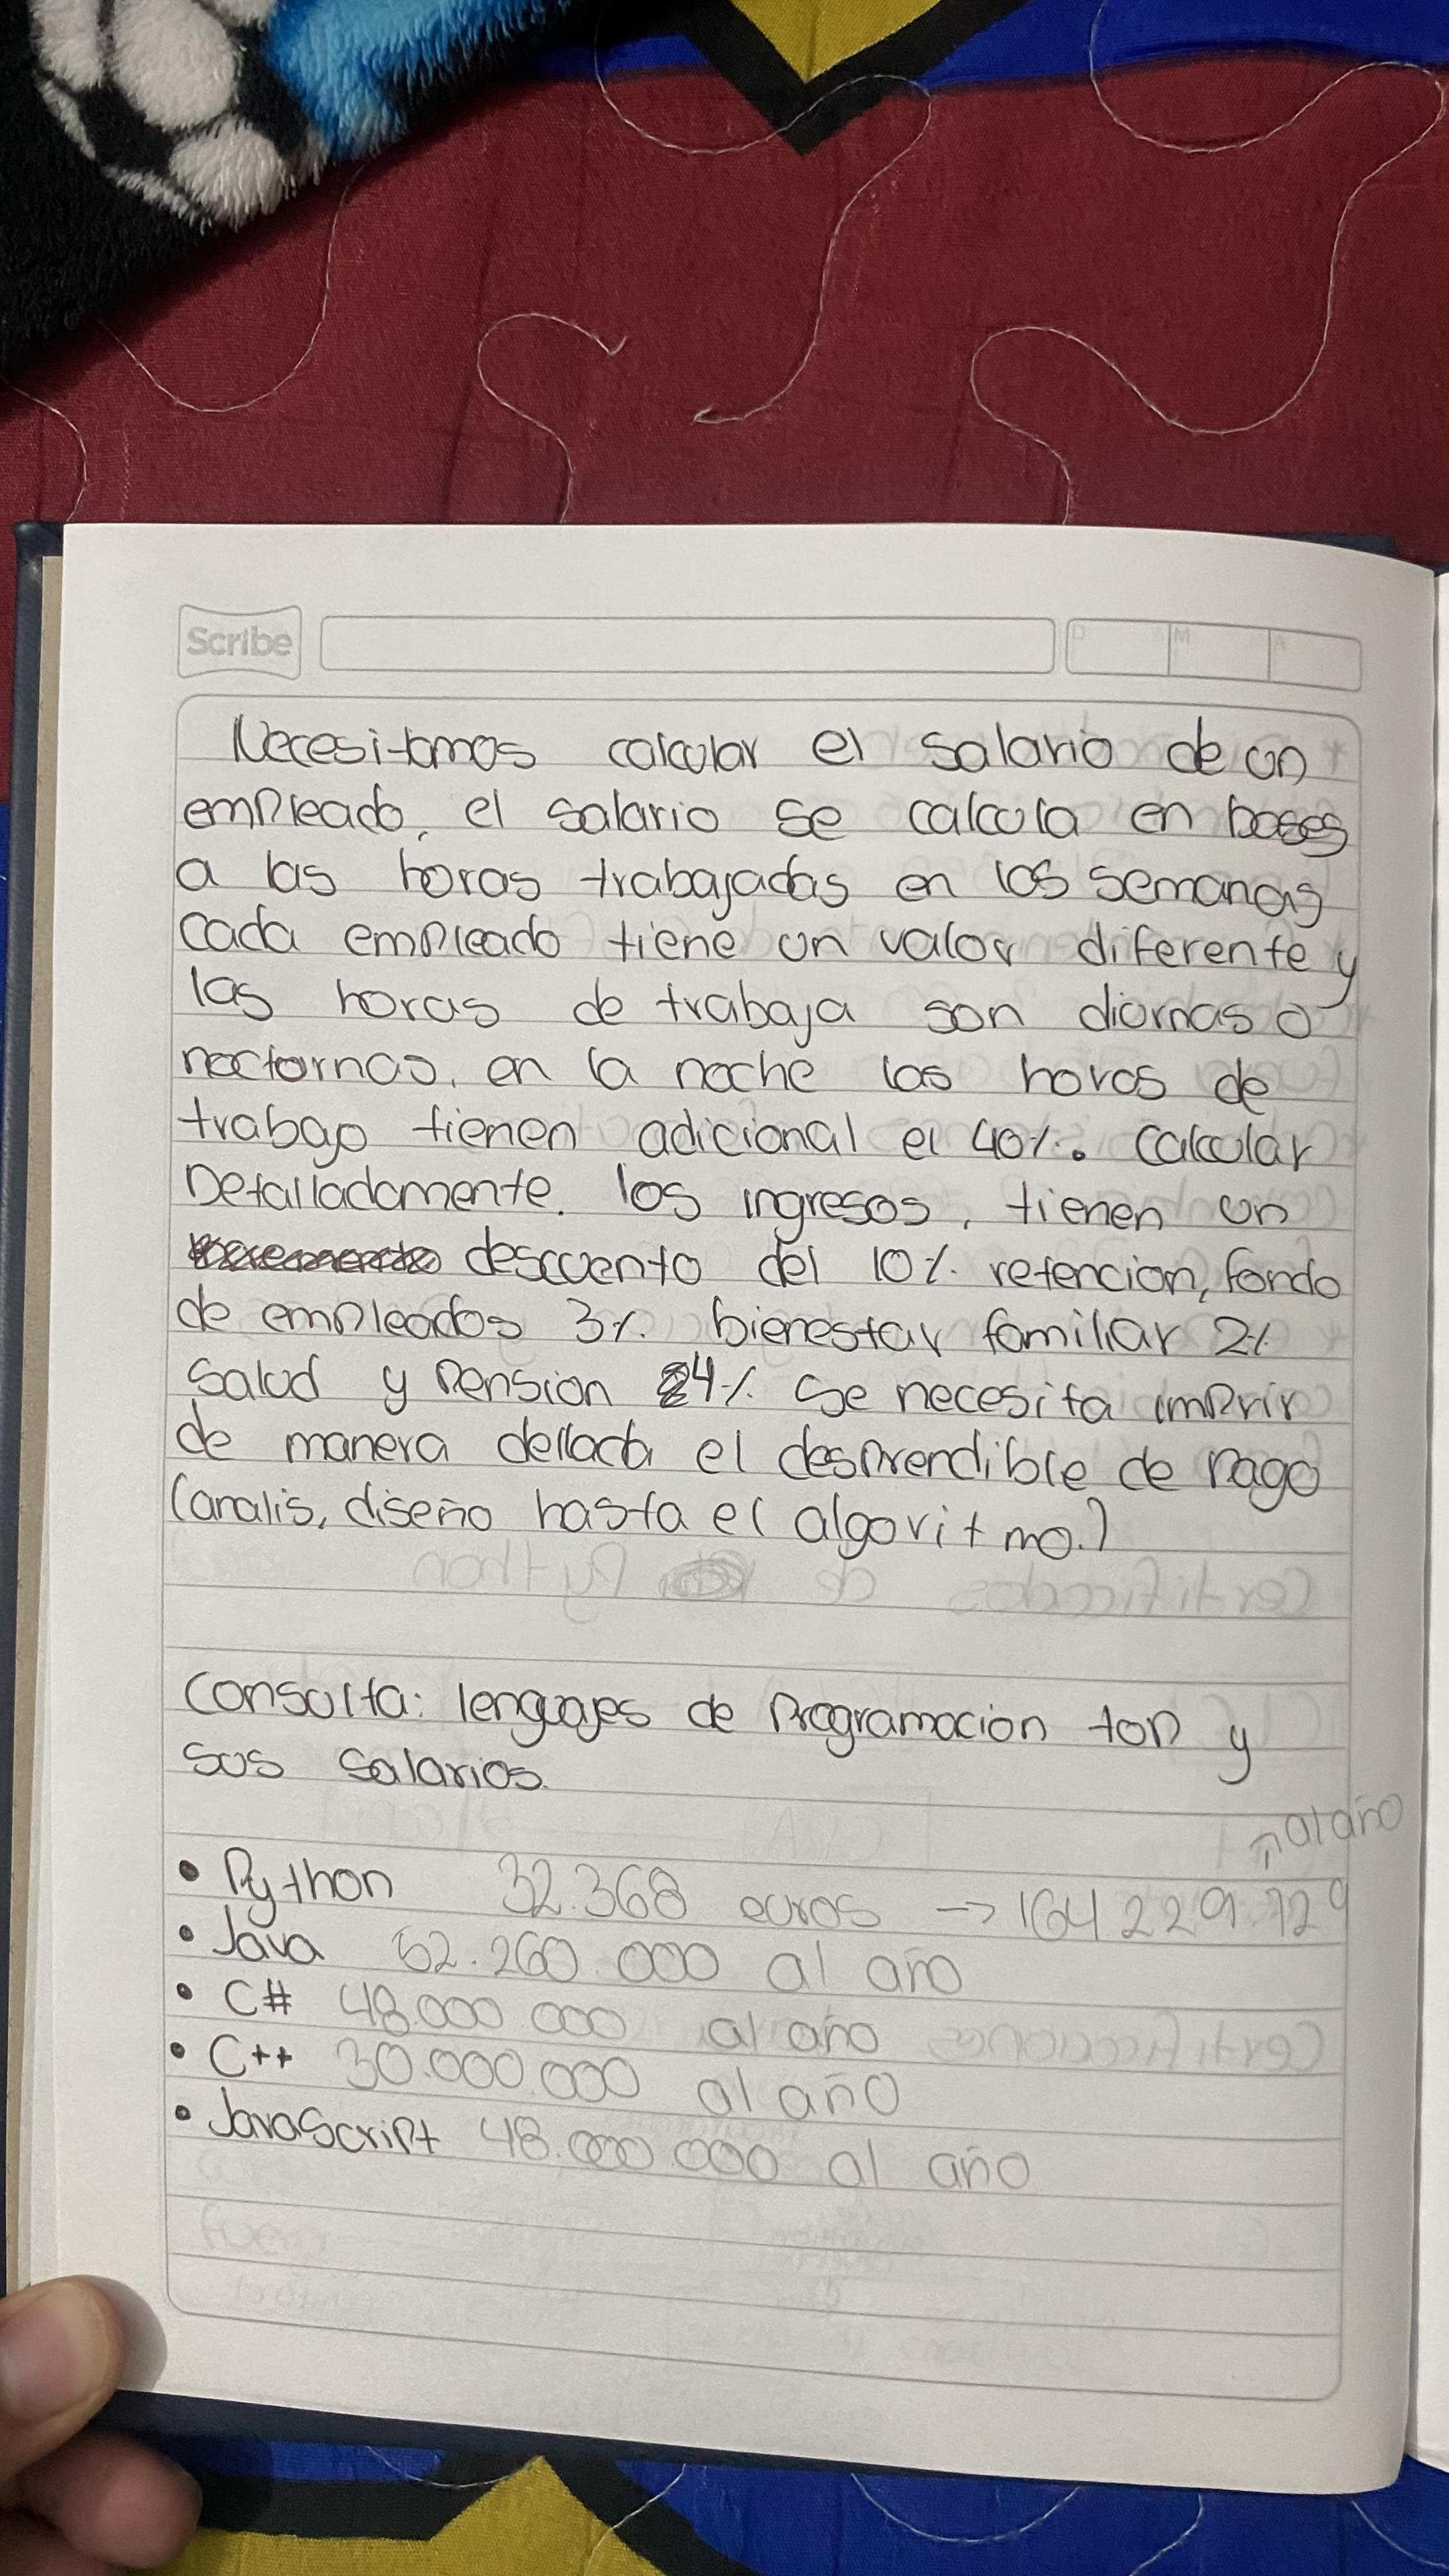 Scribe
D M A
Necesitamos calcular el salario de un
empleado, el salario se calcula en bases
a las horas trabajadas en las semanas
cada empleado tiene un valor diferente y
las horas de trabaja son diornas o
noctornas, en la noche las horas de
trabajo tienen adicional el 40%. Calcular
Detalladamente. los ingresos, tienen un
descuento del 10% retencion, fondo
de empleados 3% bienestar familiar 2%
Salud y pension 4% Se necesita imprir
de manera dellada el desprendible de pago
(analis, diseño hasta el algoritmo.)
Consulta: lenguajes de Programacion top y
sus salarios.
al año
• Python 32.368 euros → 164.229.729
• Java 62.260.000 al año
• C# 48.000.000 al año
• C++ 30.000.000 al año
• JavaScript 48.000.000 al año